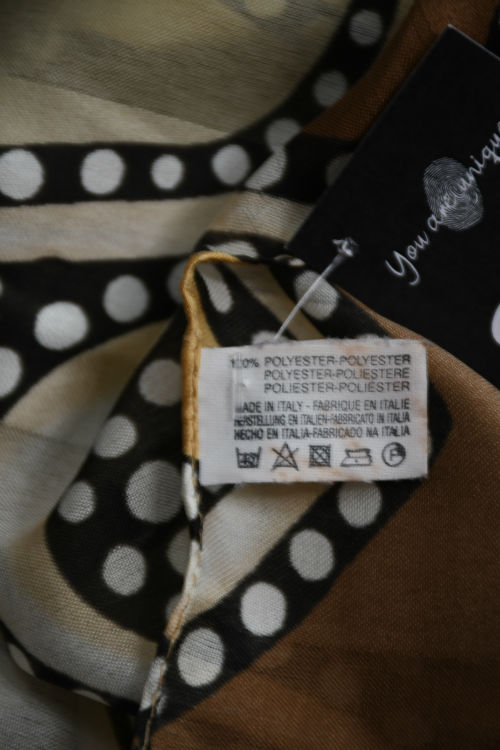 You are unique
100% POLYESTER-POLYESTER
POLYESTER-POLIESTERE
POLIESTER-POLIÉSTER
MADE IN ITALY - FABRIQUE EN ITALIE
HERSTELLUNG EN ITALIEN-FABBRICATO IN ITALIA
HECHO EN ITALIA-FABRICADO NA ITALIA
P